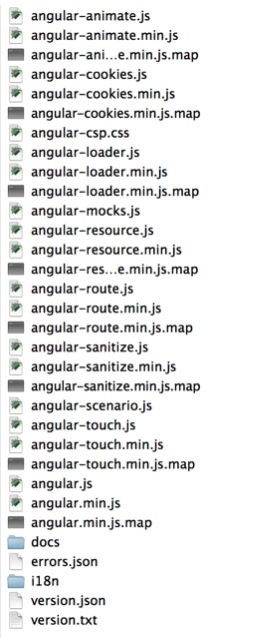 angular-animate.js
angular-animate.min.js
angular-ani...e.min.js.map
angular-cookies.js
angular-cookies.min.js
angular-cookies.min.js.map
angular-csp.css
angular-loader.js
angular-loader.min.js
angular-loader.min.js.map
angular-mocks.js
angular-resource.js
angular-resource.min.js
angular-res...e.min.js.map
angular-route.js
angular-route.min.js
angular-route.min.js.map
angular-sanitize.js
angular-sanitize.min.js
angular-sanitize.min.js.map
angular-scenario.js
angular-touch.js
angular-touch.min.js
angular-touch.min.js.map
angular.js
angular.min.js
angular.min.js.map
docs
errors.json
i18n
version.json
version.txt